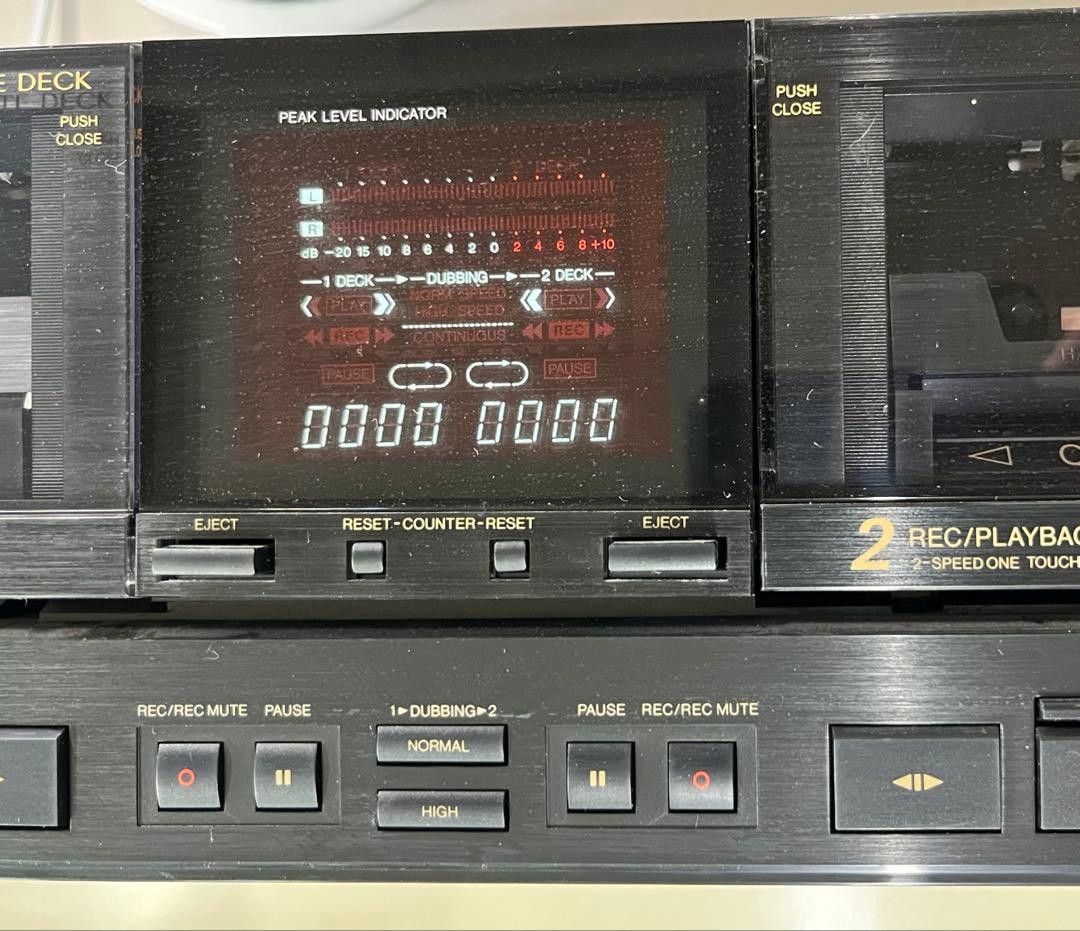 E DECK
PUSH
CLOSE
PEAK LEVEL INDICATOR
PUSH
CLOSE
2 DECK
L
R
dB -20 15 10 8 6 4 2 0 2 4 6 8 +10
1 DECK DUBBING 2 DECK
PLAY NORM SPEED PLAY
HIGH SPEED
REC CONTINUOUS REC
PAUSE PAUSE
0000 0000
EJECT RESET-COUNTER-RESET EJECT
2 REC/PLAYBAC
2-SPEED ONE TOUCH
REC/REC MUTE PAUSE 1▶DUBBING▶2 PAUSE REC/REC MUTE
NORMAL
HIGH